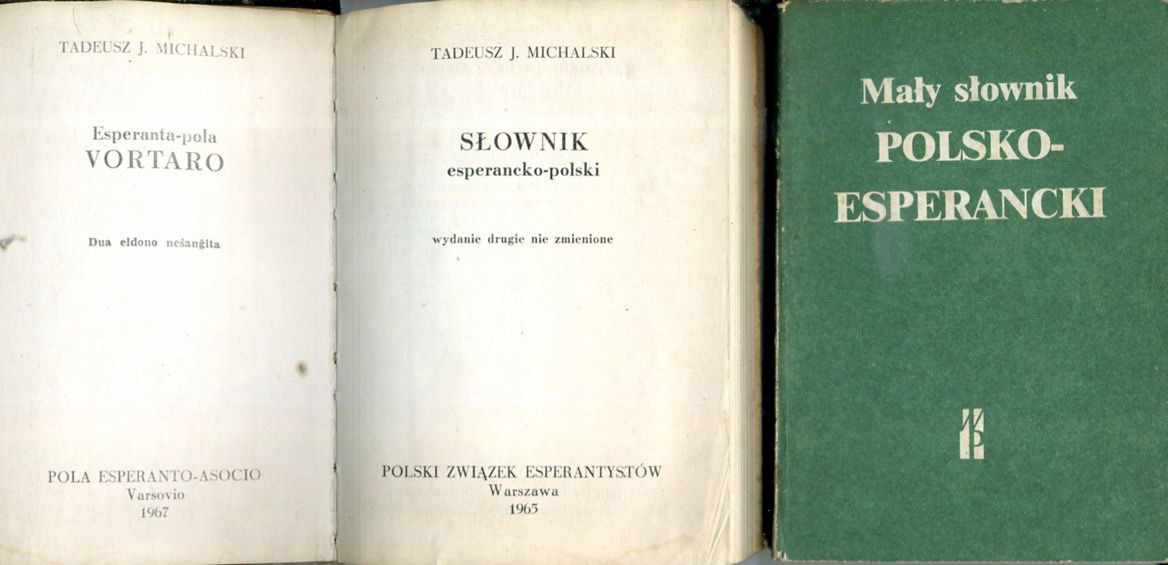 TADEUSZ J. MICHALSKI
Esperanta-pola
VORTARO
Dua eldono neŝanĝita
POLA ESPERANTO-ASOCIO
Varsovio
1967
TADEUSZ J. MICHALSKI
SŁOWNIK
esperancko-polski
wydanie drugie nie zmienione
POLSKI ZWIĄZEK ESPERANTYSTÓW
Warszawa
1965
Mały słownik
POLSKO-
ESPERANCKI
WP